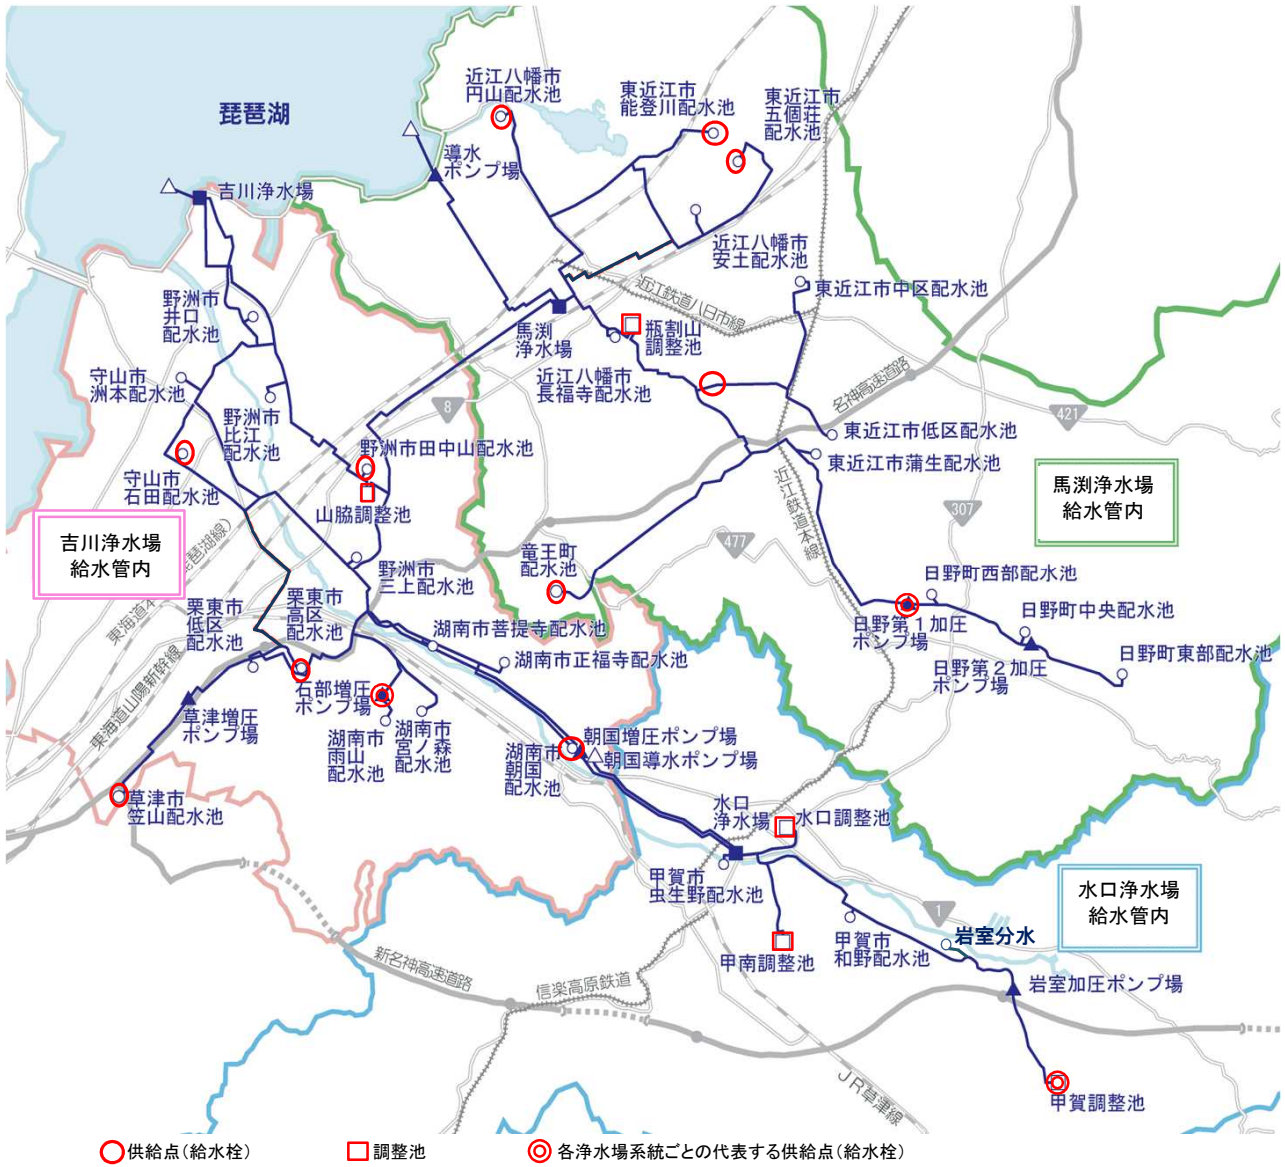 近江八幡市
円山配水池
東近江市
能登川配水池
東近江市
五個荘
配水池
琵琶湖
導水
ポンプ場
吉川浄水場
近江八幡市
安土配水池
東近江市中区配水池
近江鉄道八日市線
野洲市
井口
配水池
馬渕
浄水場
瓶割山
調整池
近江八幡市
長福寺配水池
名神高速道路
守山市
洲本配水池
野洲市
比江
配水池
8
421
東近江市低区配水池
野洲市田中山配水池
東近江市蒲生配水池
守山市
石田配水池
山脇調整池
近江鉄道本線
307
馬渕浄水場
給水管内
吉川浄水場
給水管内
東海道本
琵琶湖線)
477
竜王町
配水池
野洲市
三上配水池
栗東市
低区
配水池
栗東市
高区
配水池
日野町西部配水池
日野町中央配水池
日野第1加圧
ポンプ場
湖南市菩提寺配水池
湖南市正福寺配水池
日野町東部配水池
日野第2加圧
ポンプ場
東海道山陽新幹線
石部増圧
ポンプ場
草津増圧
ポンプ場
湖南市
雨山
配水池
湖南市
宮ノ森
配水池
湖南市
朝国
配水池
朝国増圧ポンプ場
朝国導水ポンプ場
草津市
笠山配水池
水口
浄水場
水口調整池
甲賀市
虫生野配水池
水口浄水場
給水管内
1
甲賀市
和野配水池
岩室分水
甲南調整池
新名神高速道路
信楽高原鉄道
岩室加圧ポンプ場
JR草津線
甲賀調整池
供給点(給水栓)
調整池
各浄水場系統ごとの代表する供給点(給水栓)